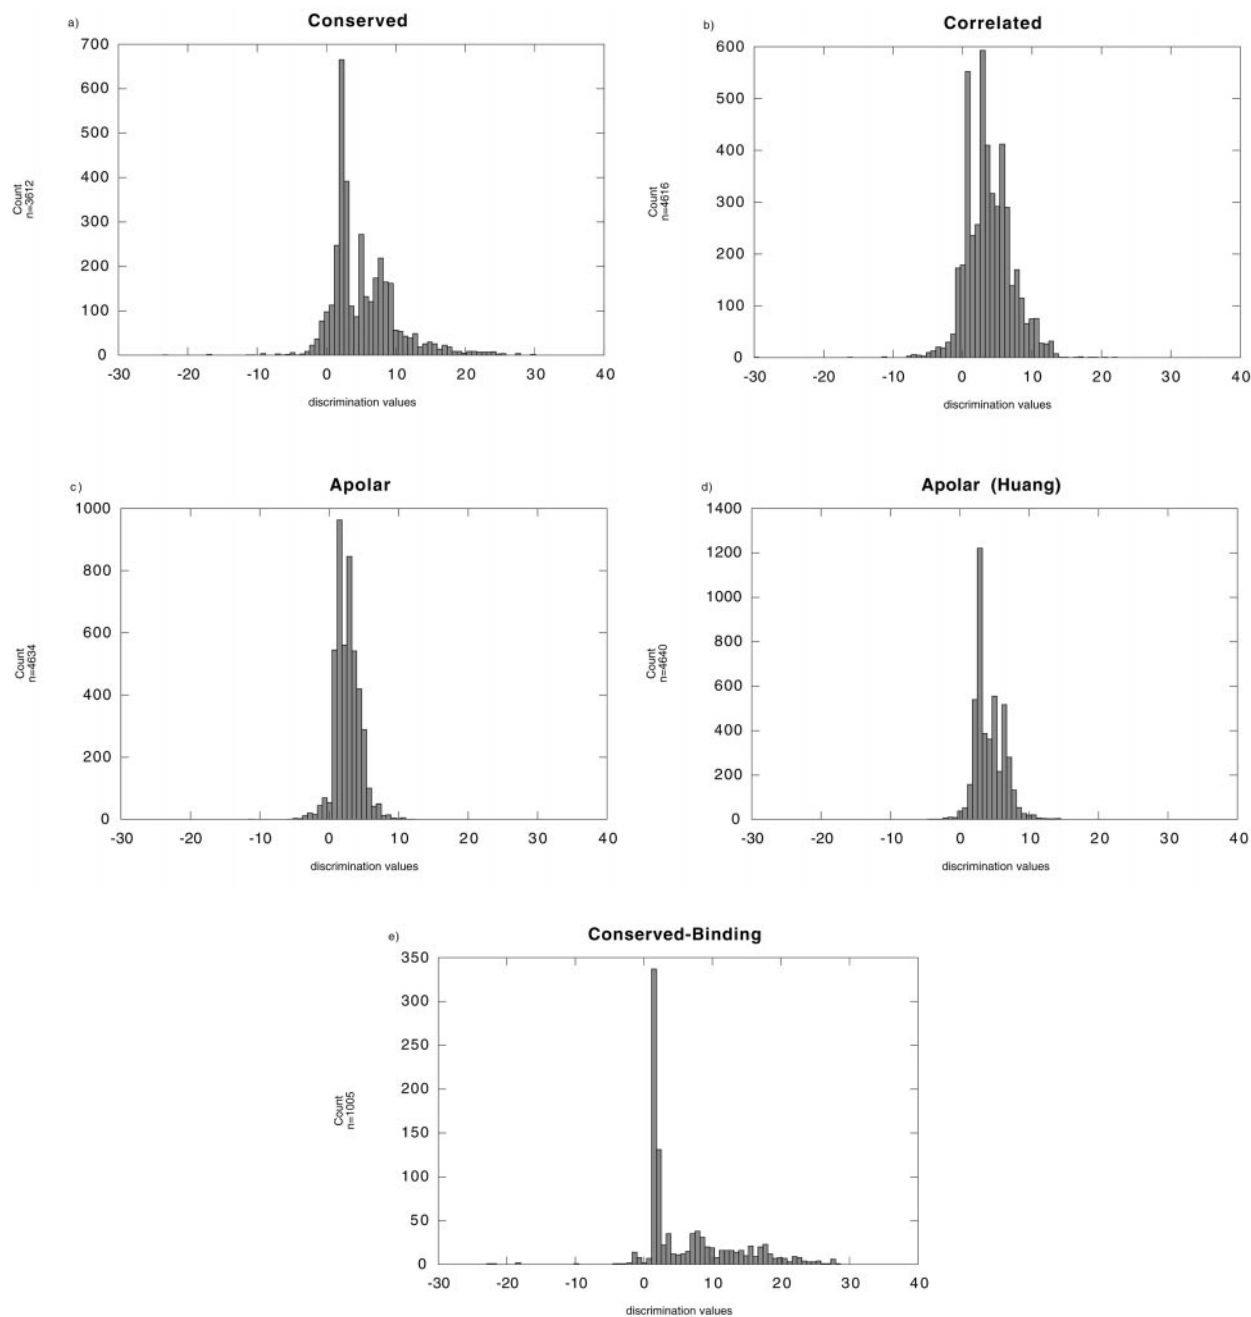 a) Conserved
700
600
500
400
300
200
100
0
-30 -20 -10 0 10 20 30 40
Count
n=3612
discrimination values
b) Correlated
600
500
400
300
200
100
0
-30 -20 -10 0 10 20 30 40
Count
n=4616
discrimination values
c) Apolar
1000
800
600
400
200
0
-30 -20 -10 0 10 20 30 40
Count
n=4634
discrimination values
d) Apolar (Huang)
1400
1200
1000
800
600
400
200
0
-30 -20 -10 0 10 20 30 40
Count
n=4640
discrimination values
e) Conserved-Binding
350
300
250
200
150
100
50
0
-30 -20 -10 0 10 20 30 40
Count
n=1005
discrimination values